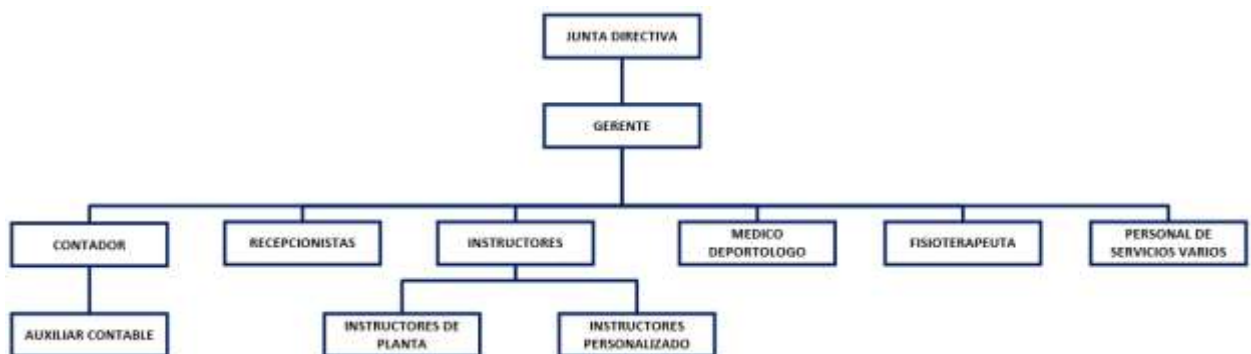 JUNTA DIRECTIVA
GERENTE
CONTADOR
RECEPCIONISTAS
INSTRUCTORES
MEDICO
DEPORTOLOGO
FISIOTERAPEUTA
PERSONAL DE
SERVICIOS VARIOS
AUXILIAR CONTABLE
INSTRUCTORES DE
PLANTA
INSTRUCTORES
PERSONALIZADO